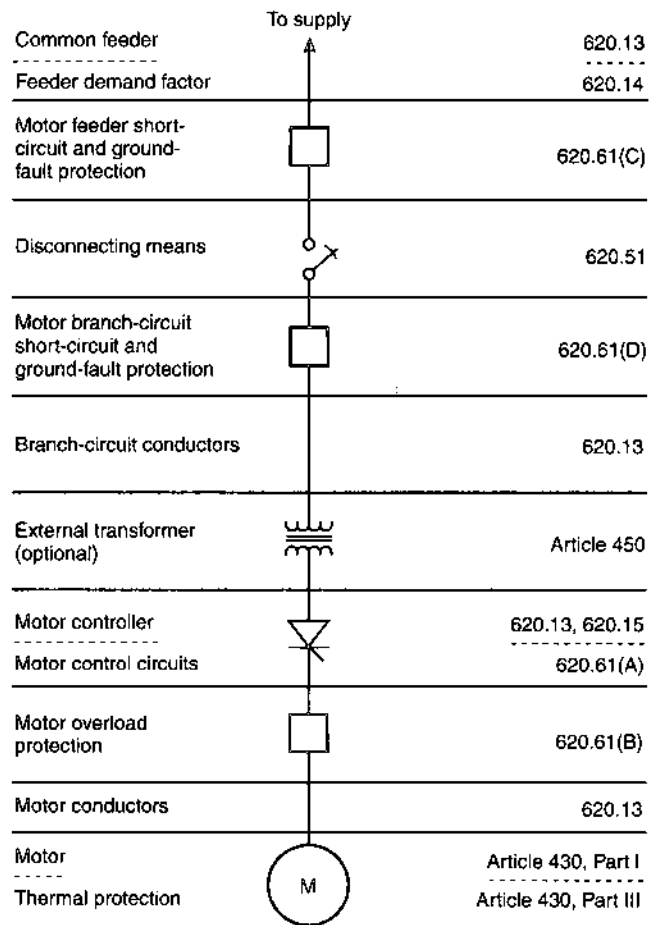 To supply
Common feeder 620.13
Feeder demand factor 620.14
Motor feeder short-
circuit and ground-
fault protection 620.61(C)
Disconnecting means 620.51
Motor branch-circuit
short-circuit and
ground-fault protection 620.61(D)
Branch-circuit conductors 620.13
External transformer
(optional) Article 450
Motor controller 620.13, 620.15
Motor control circuits 620.61(A)
Motor overload
protection 620.61(B)
Motor conductors 620.13
Motor Article 430, Part I
M
Thermal protection Article 430, Part III